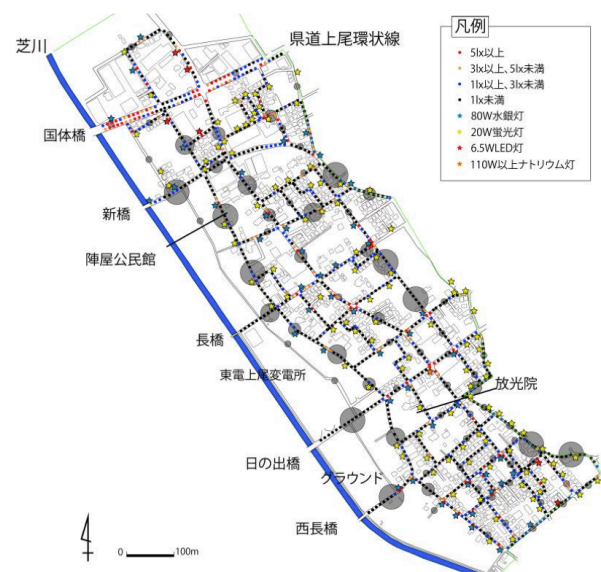 芝川
県道上尾環状線
国体橋
新橋
陣屋公民館
長橋
東電上尾変電所
放光院
日の出橋
グラウンド
西長橋
0 100m
凡例
5lx以上
3lx以上、5lx未満
1lx以上、3lx未満
1lx未満
80W水銀灯
20W蛍光灯
6.5WLED灯
110W以上ナトリウム灯